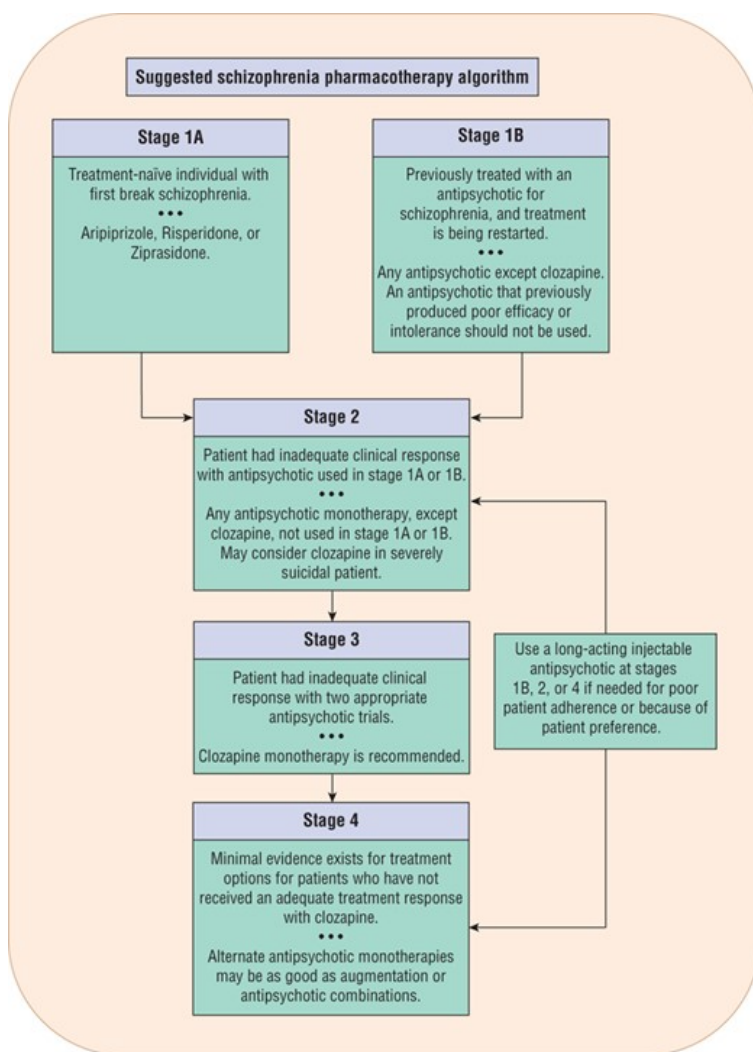 Suggested schizophrenia pharmacotherapy algorithm
Stage 1A
Treatment-naïve individual with
first break schizophrenia.
•••
Aripiprizole, Risperidone, or
Ziprasidone.
Stage 1B
Previously treated with an
antipsychotic for
schizophrenia, and treatment
is being restarted.
•••
Any antipsychotic except clozapine.
An antipsychotic that previously
produced poor efficacy or
intolerance should not be used.
Stage 2
Patient had inadequate clinical response
with antipsychotic used in stage 1A or 1B.
•••
Any antipsychotic monotherapy, except
clozapine, not used in stage 1A or 1B.
May consider clozapine in severely
suicidal patient.
Stage 3
Patient had inadequate clinical
response with two appropriate
antipsychotic trials.
•••
Clozapine monotherapy is recommended.
Use a long-acting injectable
antipsychotic at stages
1B, 2, or 4 if needed for poor
patient adherence or because of
patient preference.
Stage 4
Minimal evidence exists for treatment
options for patients who have not
received an adequate treatment response
with clozapine.
•••
Alternate antipsychotic monotherapies
may be as good as augmentation or
antipsychotic combinations.